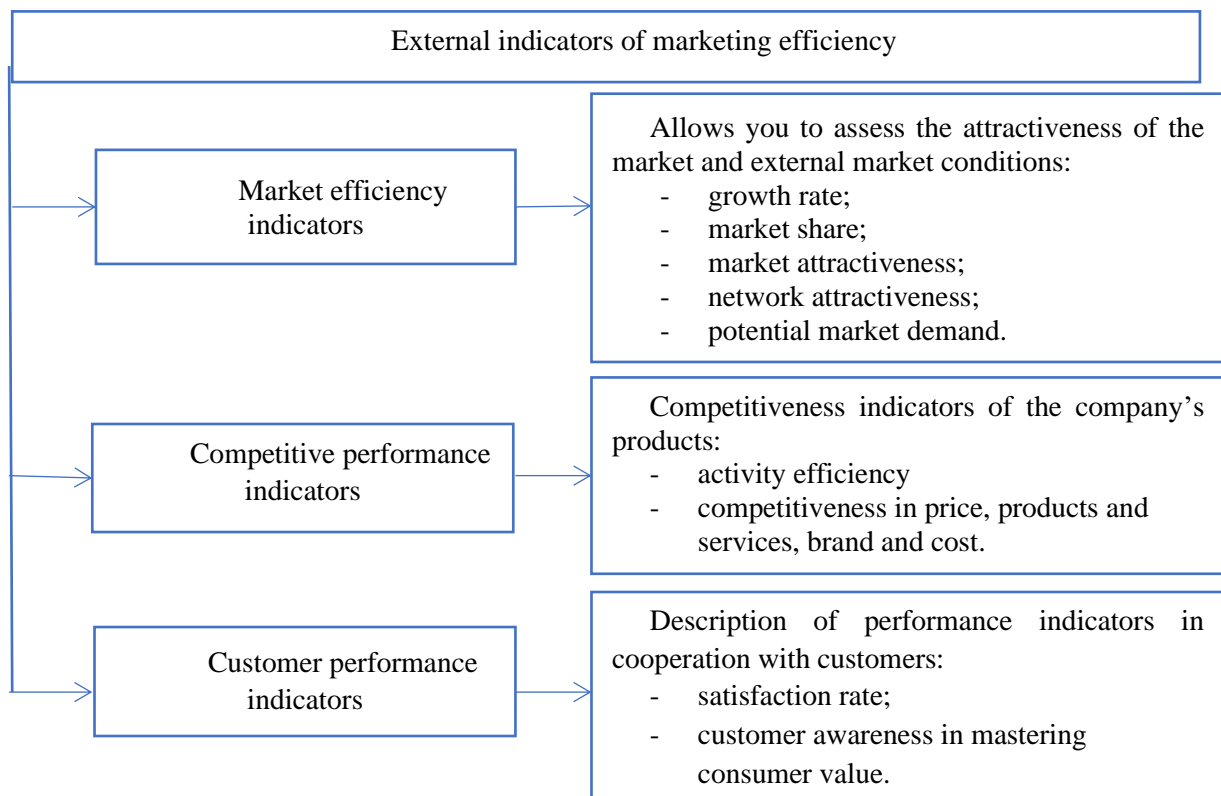 External indicators of marketing efficiency
Market efficiency
indicators
Allows you to assess the attractiveness of the
market and external market conditions:
- growth rate;
- market share;
- market attractiveness;
- network attractiveness;
- potential market demand.
Competitive performance
indicators
Competitiveness indicators of the company’s
products:
- activity efficiency
- competitiveness in price, products and
services, brand and cost.
Customer performance
indicators
Description of performance indicators in
cooperation with customers:
- satisfaction rate;
- customer awareness in mastering
consumer value.